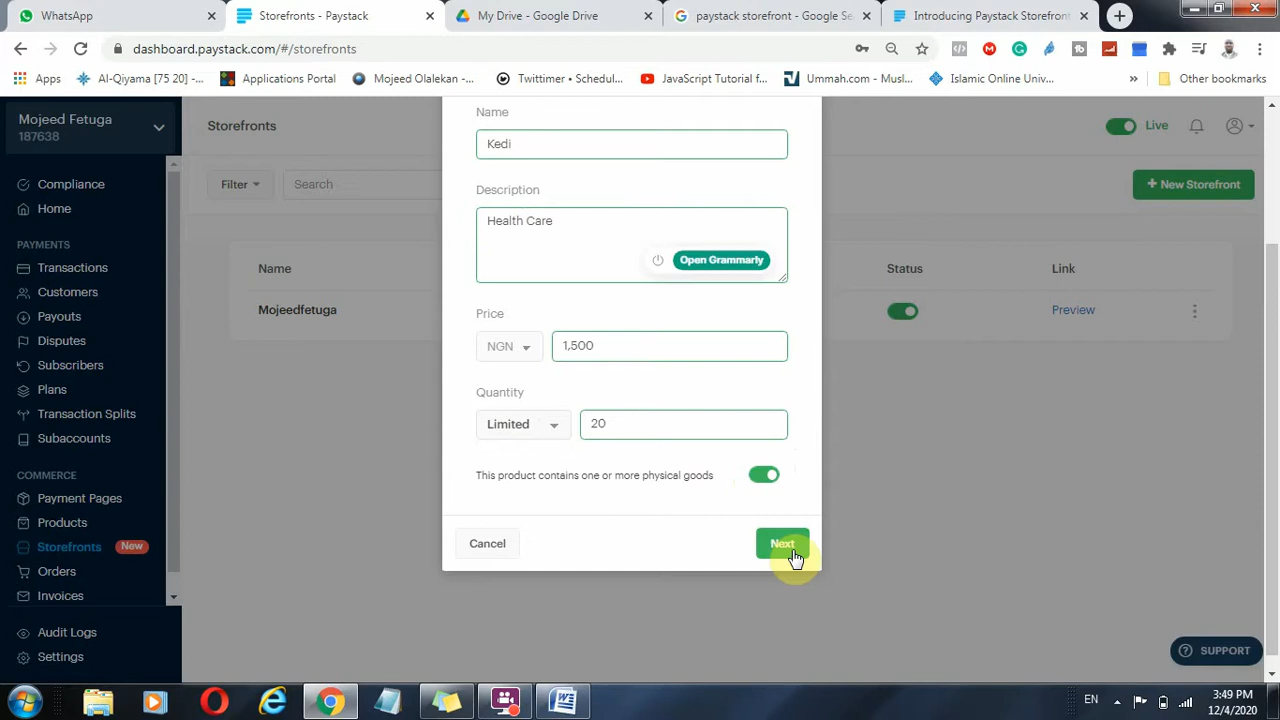 WhatsApp
Storefronts - Paystack
My Drive - Google Drive
paystack storefront - Google Se
Introducing Paystack Storefront
dashboard.paystack.com/#/storefronts
Apps
Al-Qiyama [75 20] -...
Applications Portal
Mojeed Olalekan -...
Twittimer • Schedul...
JavaScript Tutorial f...
Ummah.com - Musl...
Islamic Online Univ...
»
Other bookmarks
Mojeed Fetuga
187638
Storefronts
Live
Filter
Search
+ New Storefront
Compliance
Home
PAYMENTS
Transactions
Customers
Payouts
Disputes
Subscribers
Plans
Transaction Splits
Subaccounts
COMMERCE
Payment Pages
Products
Storefronts New
Orders
Invoices
Audit Logs
Settings
Name
Status
Link
Mojeedfetuga
Preview
Name
Kedi
Description
Health Care
Open Grammarly
Price
NGN
1,500
Quantity
Limited
20
This product contains one or more physical goods
Cancel
Next
SUPPORT
EN
3:49 PM
12/4/2020